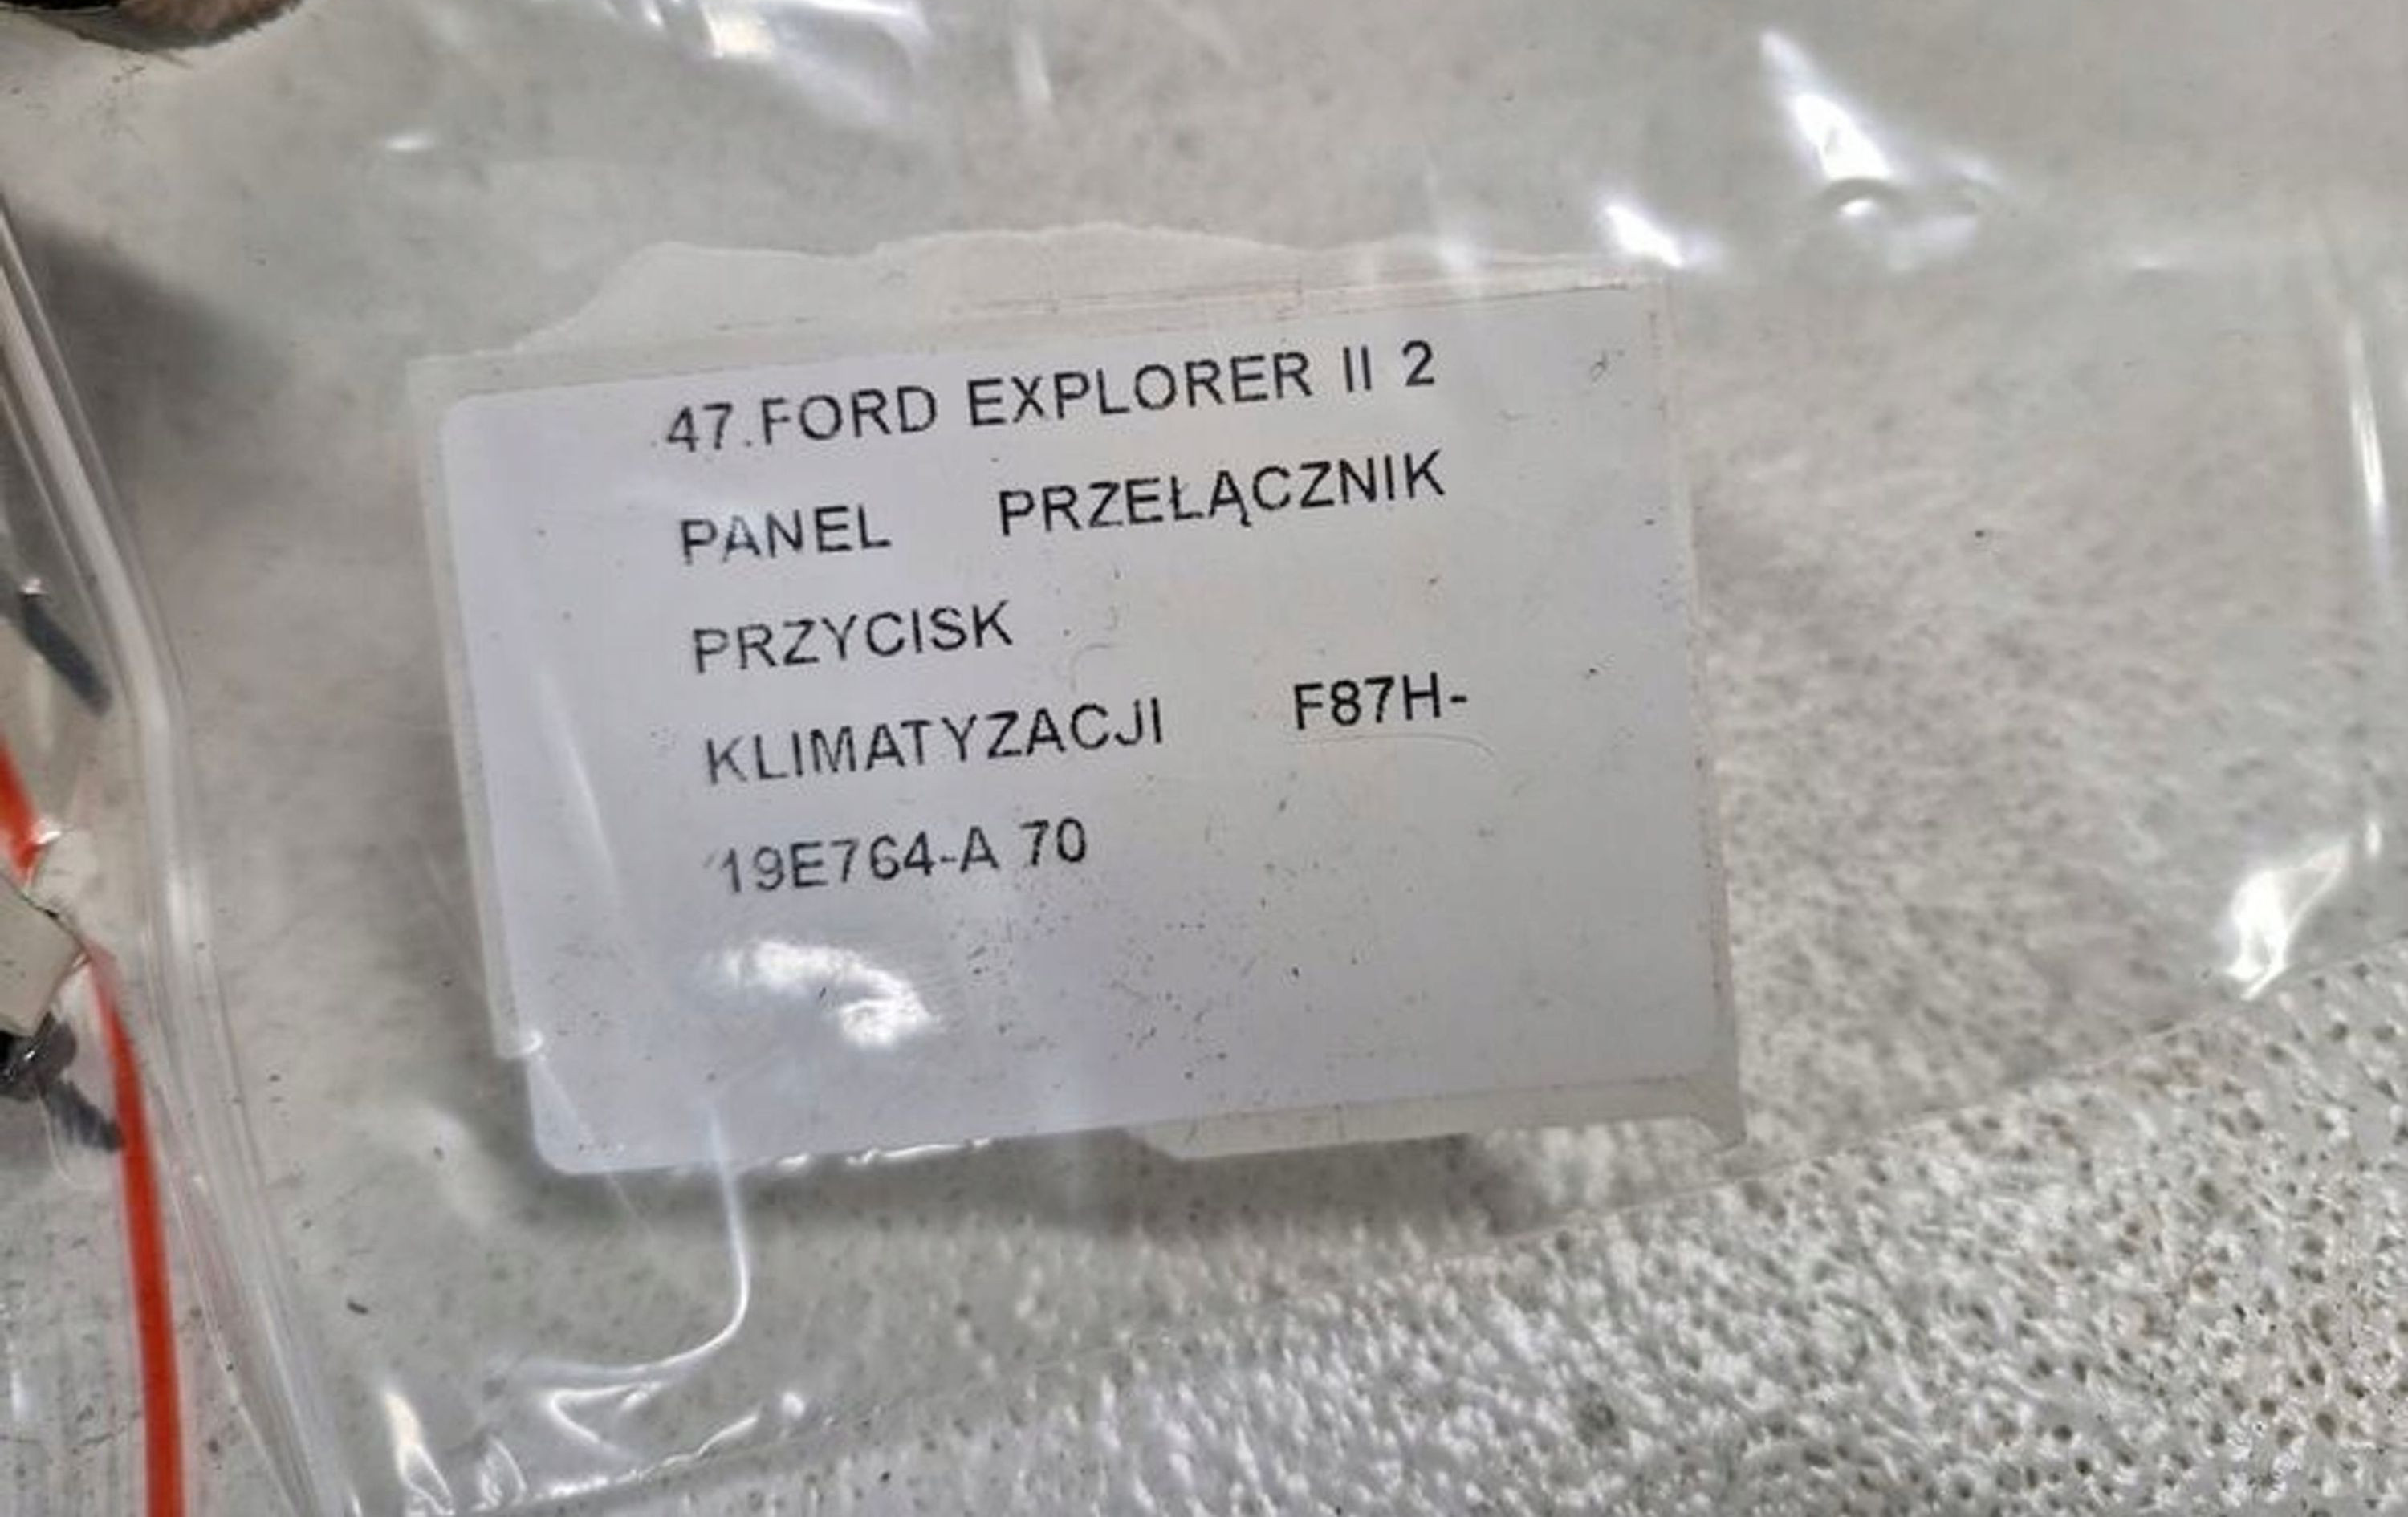 47.FORD EXPLORER II 2
PANEL PRZEŁĄCZNIK
PRZYCISK
KLIMATYZACJI F87H-
19E764-A 70